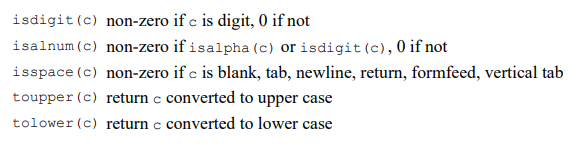 isdigit(c) non-zero if c is digit, 0 if not
isalnum(c) non-zero if isalpha(c) or isdigit(c), 0 if not
isspace(c) non-zero if c is blank, tab, newline, return, formfeed, vertical tab
toupper(c) return c converted to upper case
tolower(c) return c converted to lower case